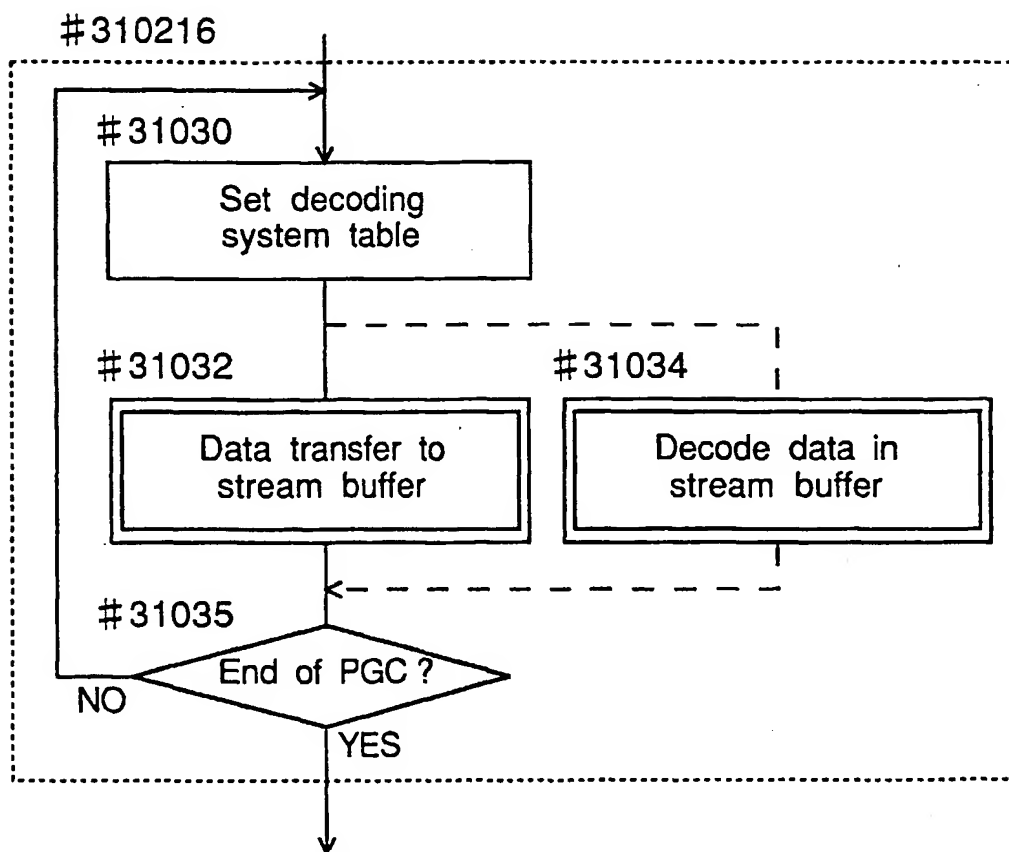 #310216
#31030
Set decoding
system table
#31032
#31034
Data transfer to
stream buffer
Decode data in
stream buffer
#31035
End of PGC?
NO
YES